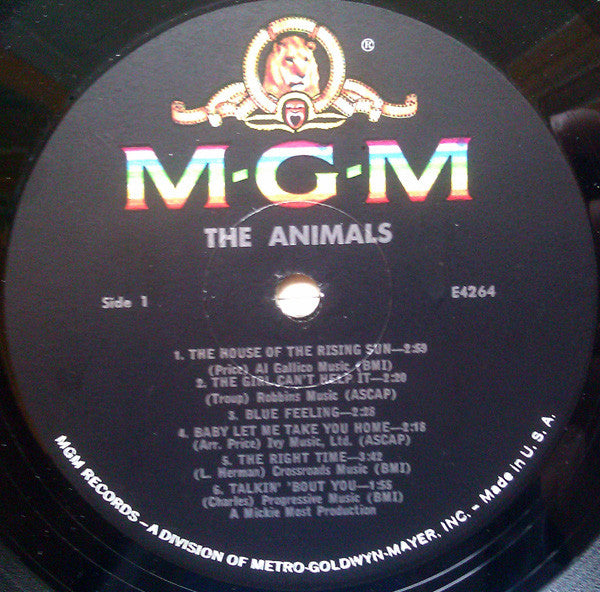 ®
M-G-M
THE ANIMALS
Side 1
E4264
1. THE HOUSE OF THE RISING SUN—2:59
(Price) Al Gallico Music (BMI)
2. THE GIRL CAN'T HELP IT—2:20
(Troup) Robbins Music (ASCAP)
3. BLUE FEELING—2:28
4. BABY LET ME TAKE YOU HOME—2:18
(Arr. Price) Ivy Music, Ltd. (ASCAP)
5. THE RIGHT TIME—3:42
(L. Herman) Crossroads Music (BMI)
6. TALKIN' 'BOUT YOU—1:55
(Charles) Progressive Music (BMI)
A Mickie Most Production
MGM RECORDS – A DIVISION OF METRO-GOLDWYN-MAYER, INC. – Made in U. S. A.